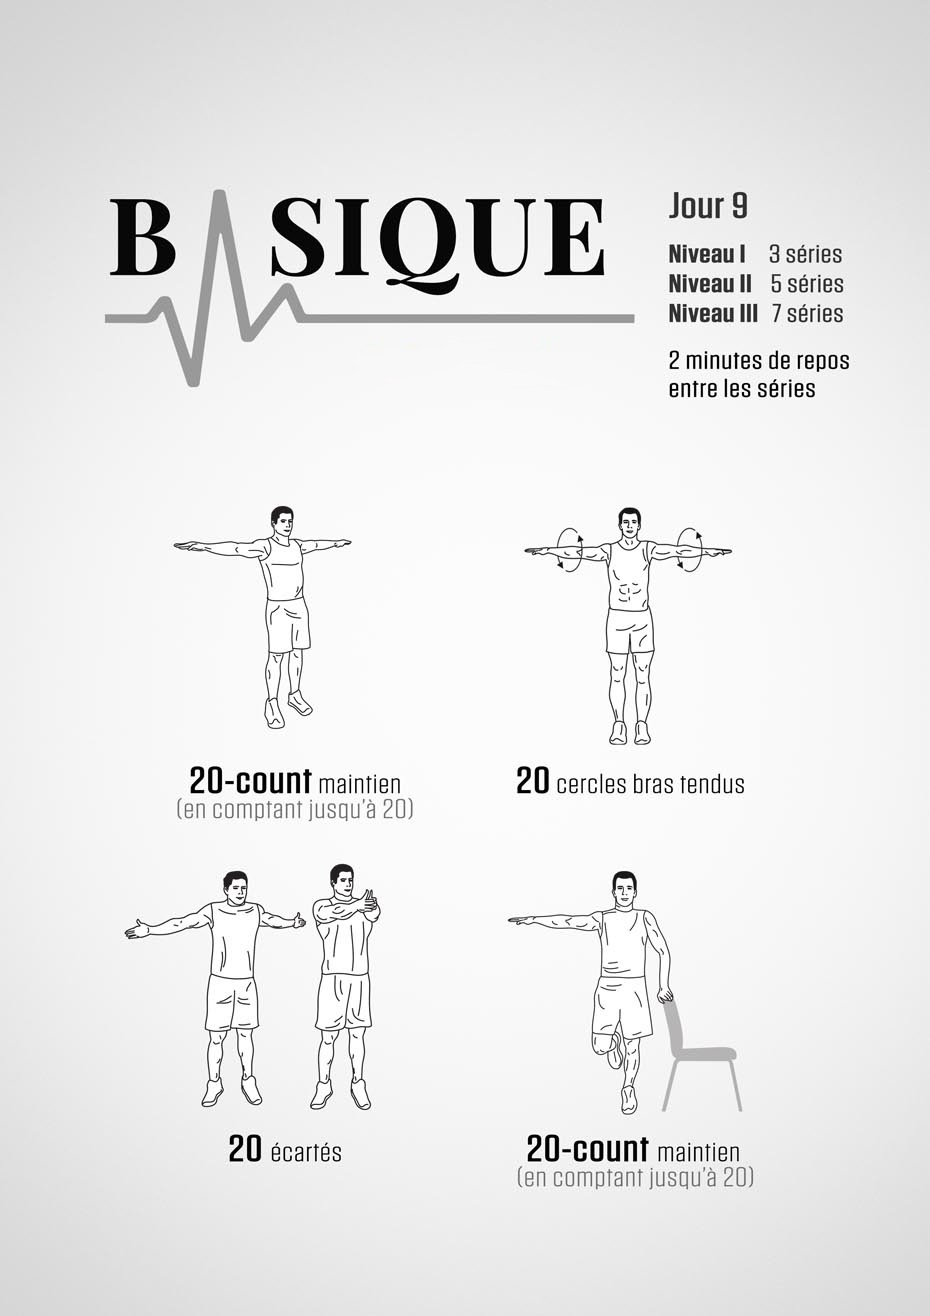 BASIQUE
Jour 9
Niveau I 3 séries
Niveau II 5 séries
Niveau III 7 séries
2 minutes de repos
entre les séries
20-count maintien
(en comptant jusqu'à 20)
20 cercles bras tendus
20 écartés
20-count maintien
(en comptant jusqu'à 20)